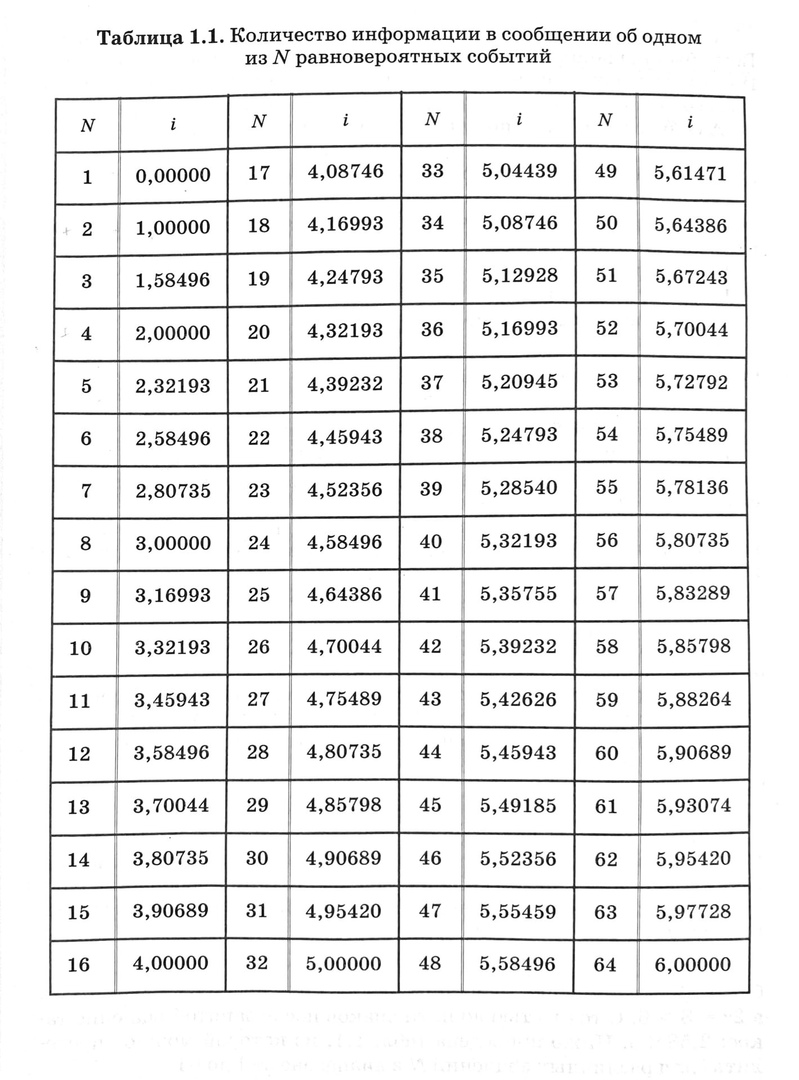 Таблица 1.1. Количество информации в сообщении об одном
из N равновероятных событий
N i N i N i N i
1 0,00000 17 4,08746 33 5,04439 49 5,61471
2 1,00000 18 4,16993 34 5,08746 50 5,64386
3 1,58496 19 4,24793 35 5,12928 51 5,67243
4 2,00000 20 4,32193 36 5,16993 52 5,70044
5 2,32193 21 4,39232 37 5,20945 53 5,72792
6 2,58496 22 4,45943 38 5,24793 54 5,75489
7 2,80735 23 4,52356 39 5,28540 55 5,78136
8 3,00000 24 4,58496 40 5,32193 56 5,80735
9 3,16993 25 4,64386 41 5,35755 57 5,83289
10 3,32193 26 4,70044 42 5,39232 58 5,85798
11 3,45943 27 4,75489 43 5,42626 59 5,88264
12 3,58496 28 4,80735 44 5,45943 60 5,90689
13 3,70044 29 4,85798 45 5,49185 61 5,93074
14 3,80735 30 4,90689 46 5,52356 62 5,95420
15 3,90689 31 4,95420 47 5,55459 63 5,97728
16 4,00000 32 5,00000 48 5,58496 64 6,00000